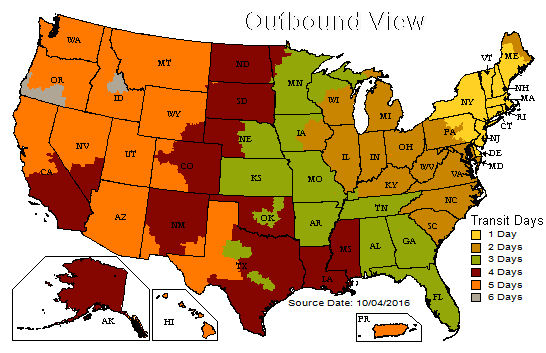 Outbound View
WA
MT
ND
MN
VT
ME
OR
ID
WY
SD
WI
MI
NY
NH
MA
RI
CT
NJ
DE
MD
PA
NV
UT
CO
NE
IA
IL
IN
OH
WV
VA
CA
AZ
NM
KS
MO
KY
NC
OK
AR
TN
SC
TX
LA
MS
AL
GA
FL
AK
HI
PR
Transit Days
1 Day
2 Days
3 Days
4 Days
5 Days
6 Days
Source Date: 10/04/2016